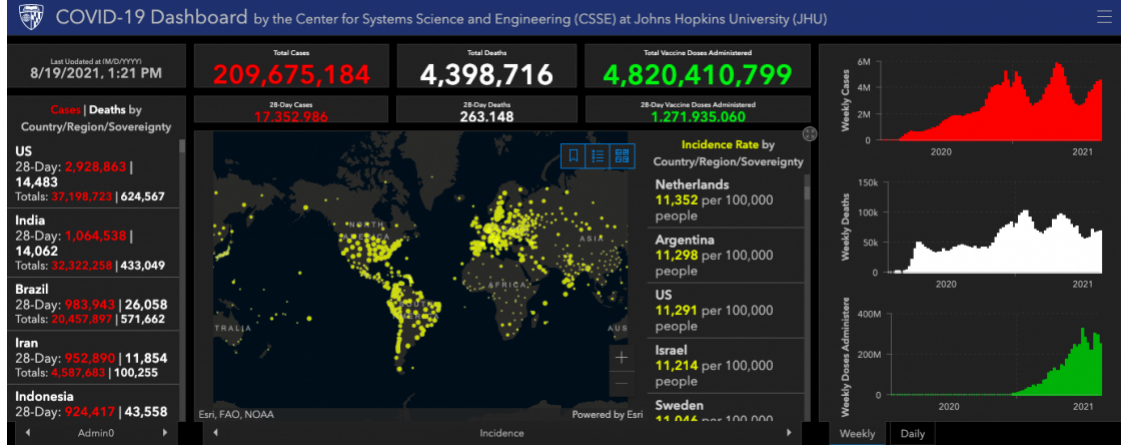 COVID-19 Dashboard by the Center for Systems Science and Engineering (CSSE) at Johns Hopkins University (JHU)
Last Updated at (M/D/YYYY)
8/19/2021, 1:21 PM
Cases | Deaths by
Country/Region/Sovereignty
US
28-Day: 2,928,863 |
14,483
Totals: 37,198,723 | 624,567
India
28-Day: 1,064,538 |
14,062
Totals: 32,322,258 | 433,049
Brazil
28-Day: 983,943 | 26,058
Totals: 20,457,897 | 571,662
Iran
28-Day: 952,890 | 11,854
Totals: 4,587,683 | 100,255
Indonesia
28-Day: 924,417 | 43,558
Admin0
Total Cases
209,675,184
Total Deaths
4,398,716
Total Vaccine Doses Administered
4,820,410,799
28-Day Cases
17.352.986
28-Day Deaths
263.148
28-Day Vaccine Doses Administered
1.271.935.060
NORTH
AMERICA
SOUTH
AFRICA
ASIA
TRALIA
AUS
Esri, FAO, NOAA
Powered by Esri
Incidence
Incidence Rate by
Country/Region/Sovereignty
Netherlands
11,352 per 100,000
people
Argentina
11,298 per 100,000
people
US
11,291 per 100,000
people
Israel
11,214 per 100,000
people
Sweden
11,046 per 100,000
Weekly Cases
6M
4M
2M
0
2020
2021
Weekly Deaths
150k
100k
50k
0
2020
2021
Weekly Doses Administere
400M
200M
0
2020
2021
Weekly
Daily